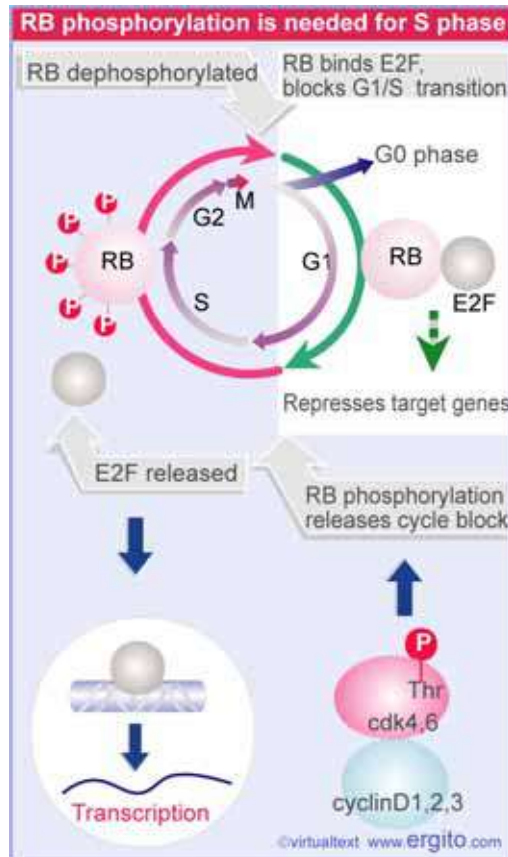 RB phosphorylation is needed for S phase
RB dephosphorylated
RB binds E2F,
blocks G1/S transition
G0 phase
M
G2
G1
S
P
P
P
P
P
P
RB
RB
E2F
Represses target genes
E2F released
RB phosphorylation
releases cycle block
P
Thr
cdk4,6
cyclinD1,2,3
Transcription
©virtualtext www.ergito.com